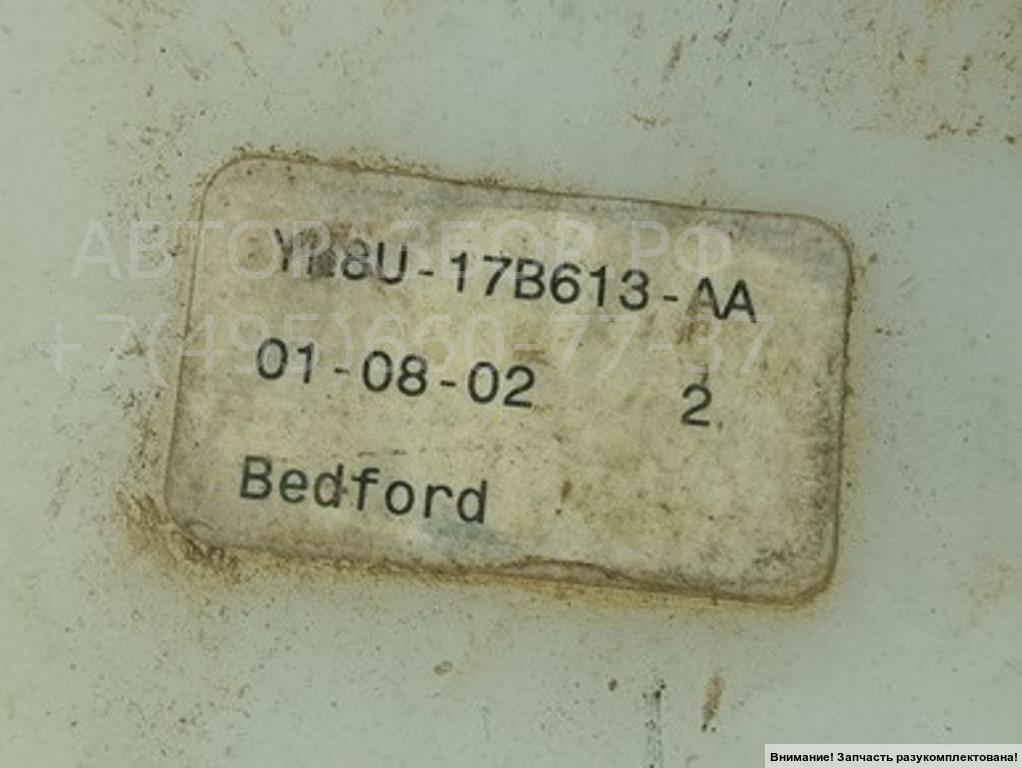 АВТОРАЗБОР.РФ
-17B613-AA
+7(495)660-77-37
01-08-02 2
Bedford
Внимание! Запчасть разукомплектована!